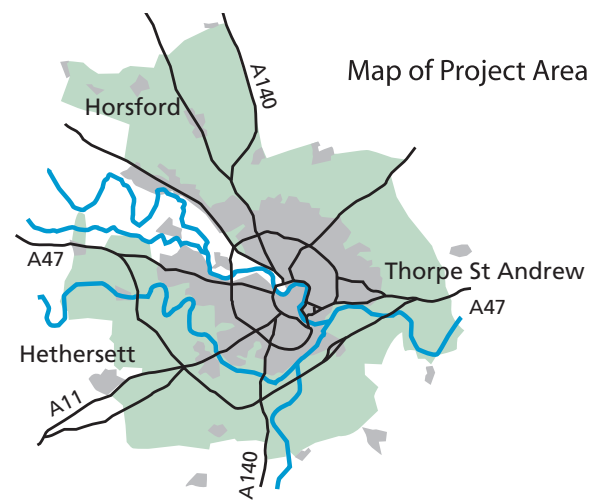 Map of Project Area
A140
Horsford
A47
Thorpe St Andrew
A47
Hethersett
A11
A140